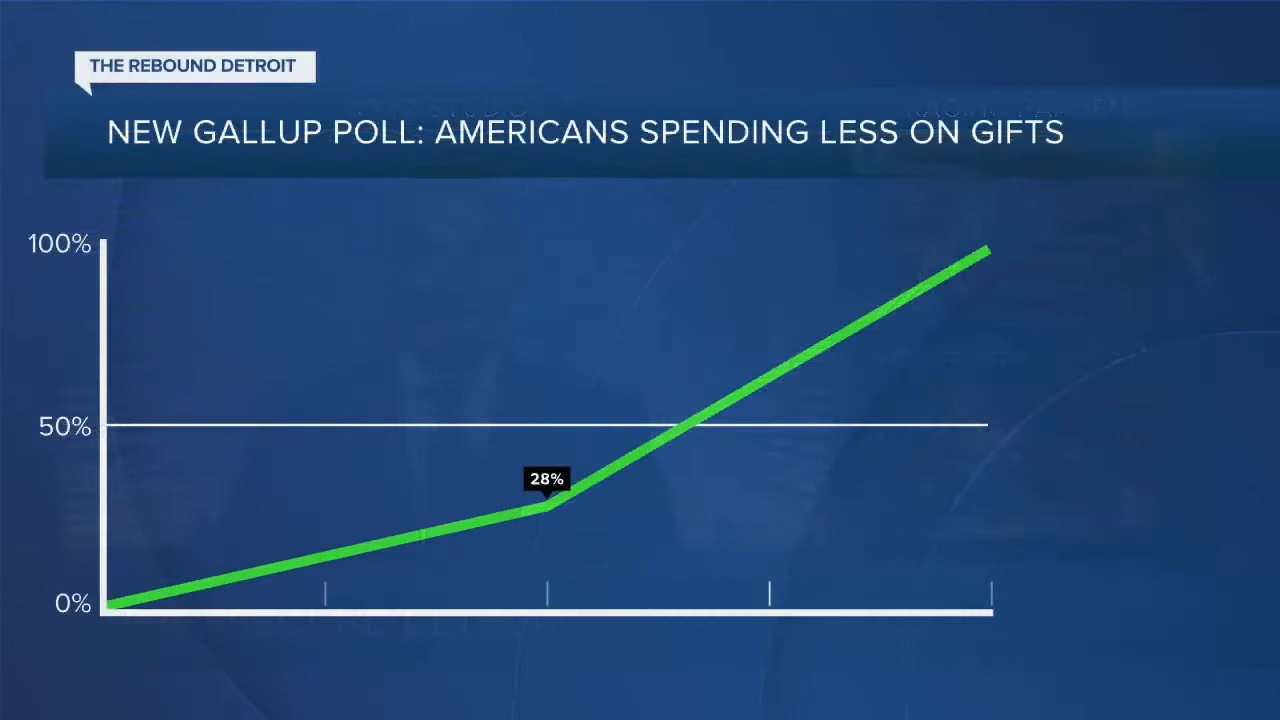 THE REBOUND DETROIT
NEW GALLUP POLL: AMERICANS SPENDING LESS ON GIFTS
100%
50%
28%
0%